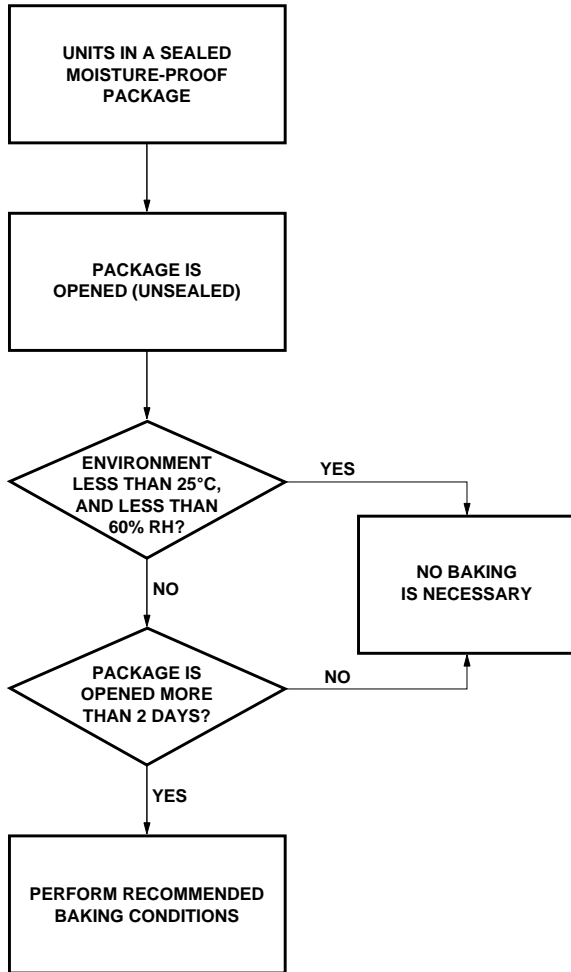 UNITS IN A SEALED
MOISTURE-PROOF
PACKAGE
PACKAGE IS
OPENED (UNSEALED)
ENVIRONMENT
LESS THAN 25°C,
AND LESS THAN
60% RH?
YES
NO BAKING
IS NECESSARY
NO
PACKAGE IS
OPENED MORE
THAN 2 DAYS?
NO
YES
PERFORM RECOMMENDED
BAKING CONDITIONS